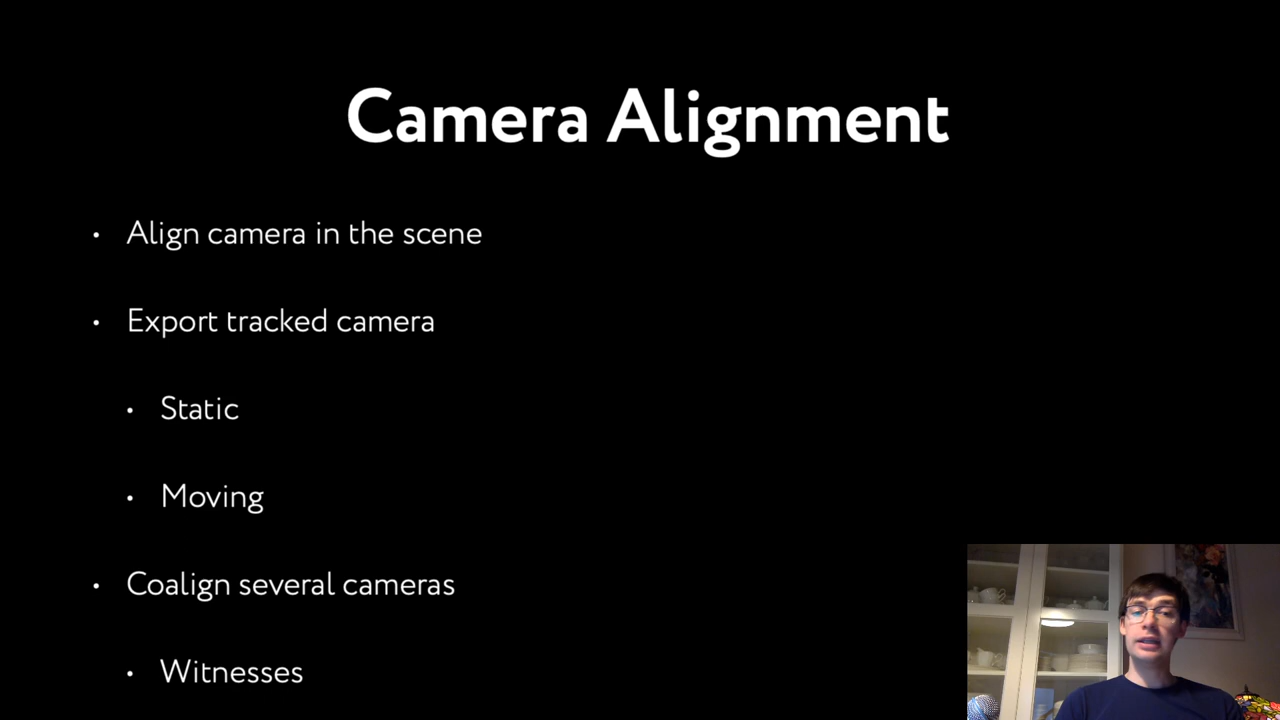 Camera Alignment
• Align camera in the scene
• Export tracked camera
• Static
• Moving
• Coalign several cameras
• Witnesses